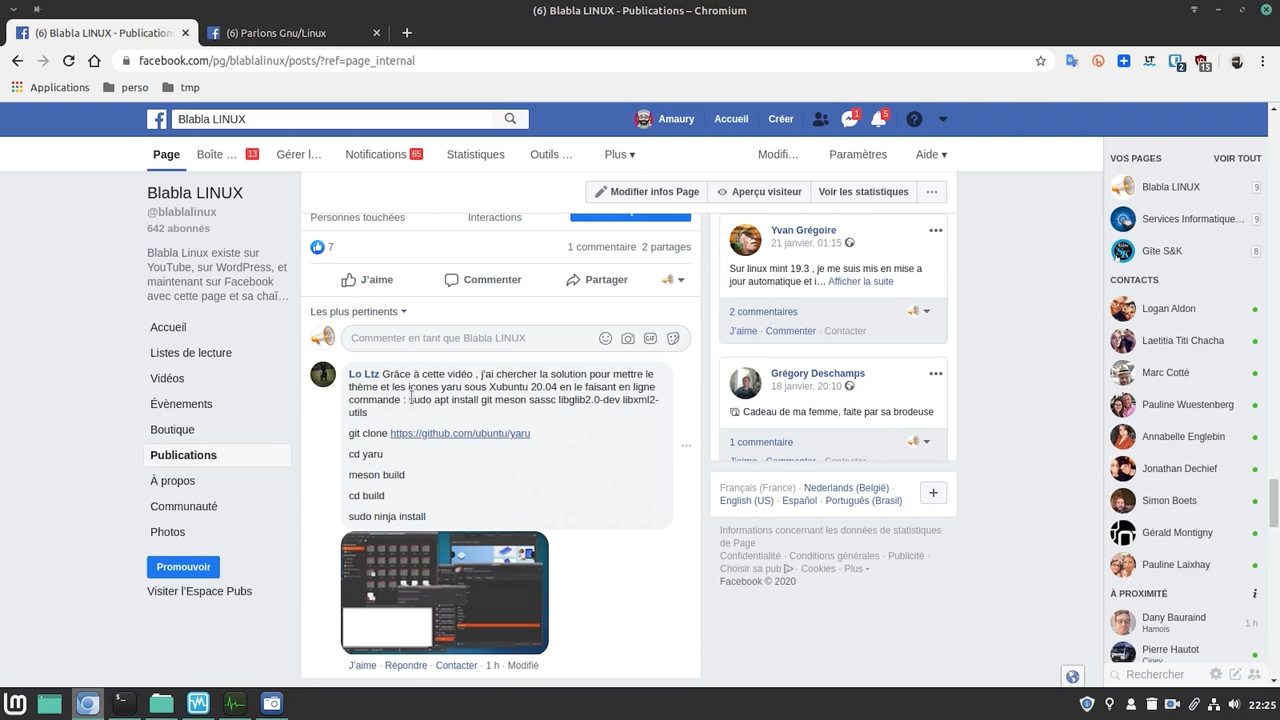 (6) Blabla LINUX - Publications – Chromium
(6) Blabla LINUX - Publications
(6) Parlons Gnu/Linux
facebook.com/pg/blablalinux/posts/?ref=page_internal
2
15
Applications
perso
tmp
Blabla LINUX
Amaury
Accueil
Créer
1
5
Page
Boîte …
13
Gérer l…
Notifications
65
Statistiques
Outils …
Plus
Modifi…
Paramètres
Aide
Blabla LINUX
@blablalinux
642 abonnés
Blabla Linux existe sur
YouTube, sur WordPress, et
maintenant sur Facebook
avec cette page et sa chaî…
Accueil
Listes de lecture
Vidéos
Évènements
Boutique
Publications
À propos
Communauté
Photos
Promouvoir
Visiter l'Espace Pubs
Modifier infos Page
Aperçu visiteur
Voir les statistiques
Personnes touchées
Interactions
7
1 commentaire 2 partages
J'aime
Commenter
Partager
Les plus pertinents
Commenter en tant que Blabla LINUX
GIF
Lo Ltz Grâce à cette vidéo , j'ai chercher la solution pour mettre le
thème et les icones yaru sous Xubuntu 20.04 en le faisant en ligne
commande : sudo apt install git meson sassc libglib2.0-dev libxml2-
utils
git clone https://github.com/ubuntu/yaru
cd yaru
meson build
cd build
sudo ninja install
J'aime · Répondre · Contacter · 1 h · Modifié
Yvan Grégoire
21 janvier, 01:15
Sur linux mint 19.3 , je me suis mis en mise a
jour automatique et i… Afficher la suite
2 commentaires
J'aime · Commenter · Contacter
Grégory Deschamps
18 janvier, 20:10
Cadeau de ma femme, faite par sa brodeuse
1 commentaire
J'aime · Commenter · Contacter
Français (France) · Nederlands (België) ·
English (US) · Español · Português (Brasil)
Informations concernant les données de statistiques
de Page
Confidentialité · Conditions générales · Publicité ·
Choisir sa pub · Cookies · Plus
Facebook © 2020
VOS PAGES
VOIR TOUT
Blabla LINUX
9
Services Informatique…
9
Gîte S&K
8
CONTACTS
Logan Aldon
Laetitia Titi Chacha
Marc Cotté
Pauline Wuestenberg
Annabelle Englebin
Jonathan Dechief
Simon Boets
Gérald Montigny
Pauline Laixhay
À PROXIMITÉ
Dany Bauraind
Hamois
1 h
Pierre Hautot
Ciney
Rechercher
22:25